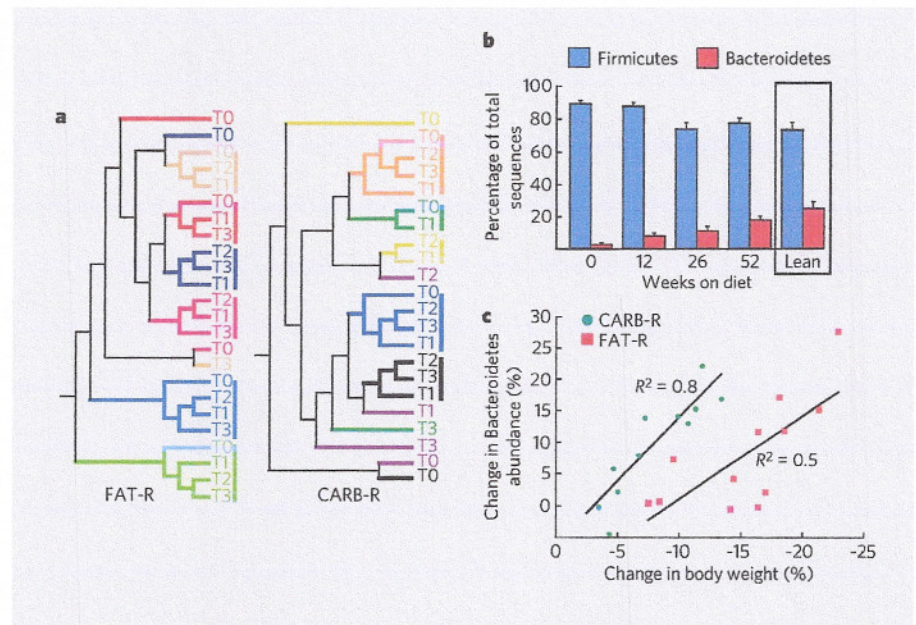 a
T0
T0
T0
T2
T1
T0
T1
T3
T2
T3
T1
T2
T1
T3
T0
T3
T0
T2
T1
T3
T0
T1
T2
T3
FAT-R
T0
T0
T2
T3
T1
T0
T1
T2
T1
T2
T0
T2
T3
T1
T2
T3
T1
T1
T3
T3
T0
T0
CARB-R
b
Firmicutes Bacteroidetes
Percentage of total
sequences
100
80
60
40
20
0 12 26 52 Lean
Weeks on diet
c
CARB-R
FAT-R
Change in Bacteroidetes
abundance (%)
30
25
20
15
10
5
0
R² = 0.8
R² = 0.5
0 -5 -10 -15 -20 -25
Change in body weight (%)